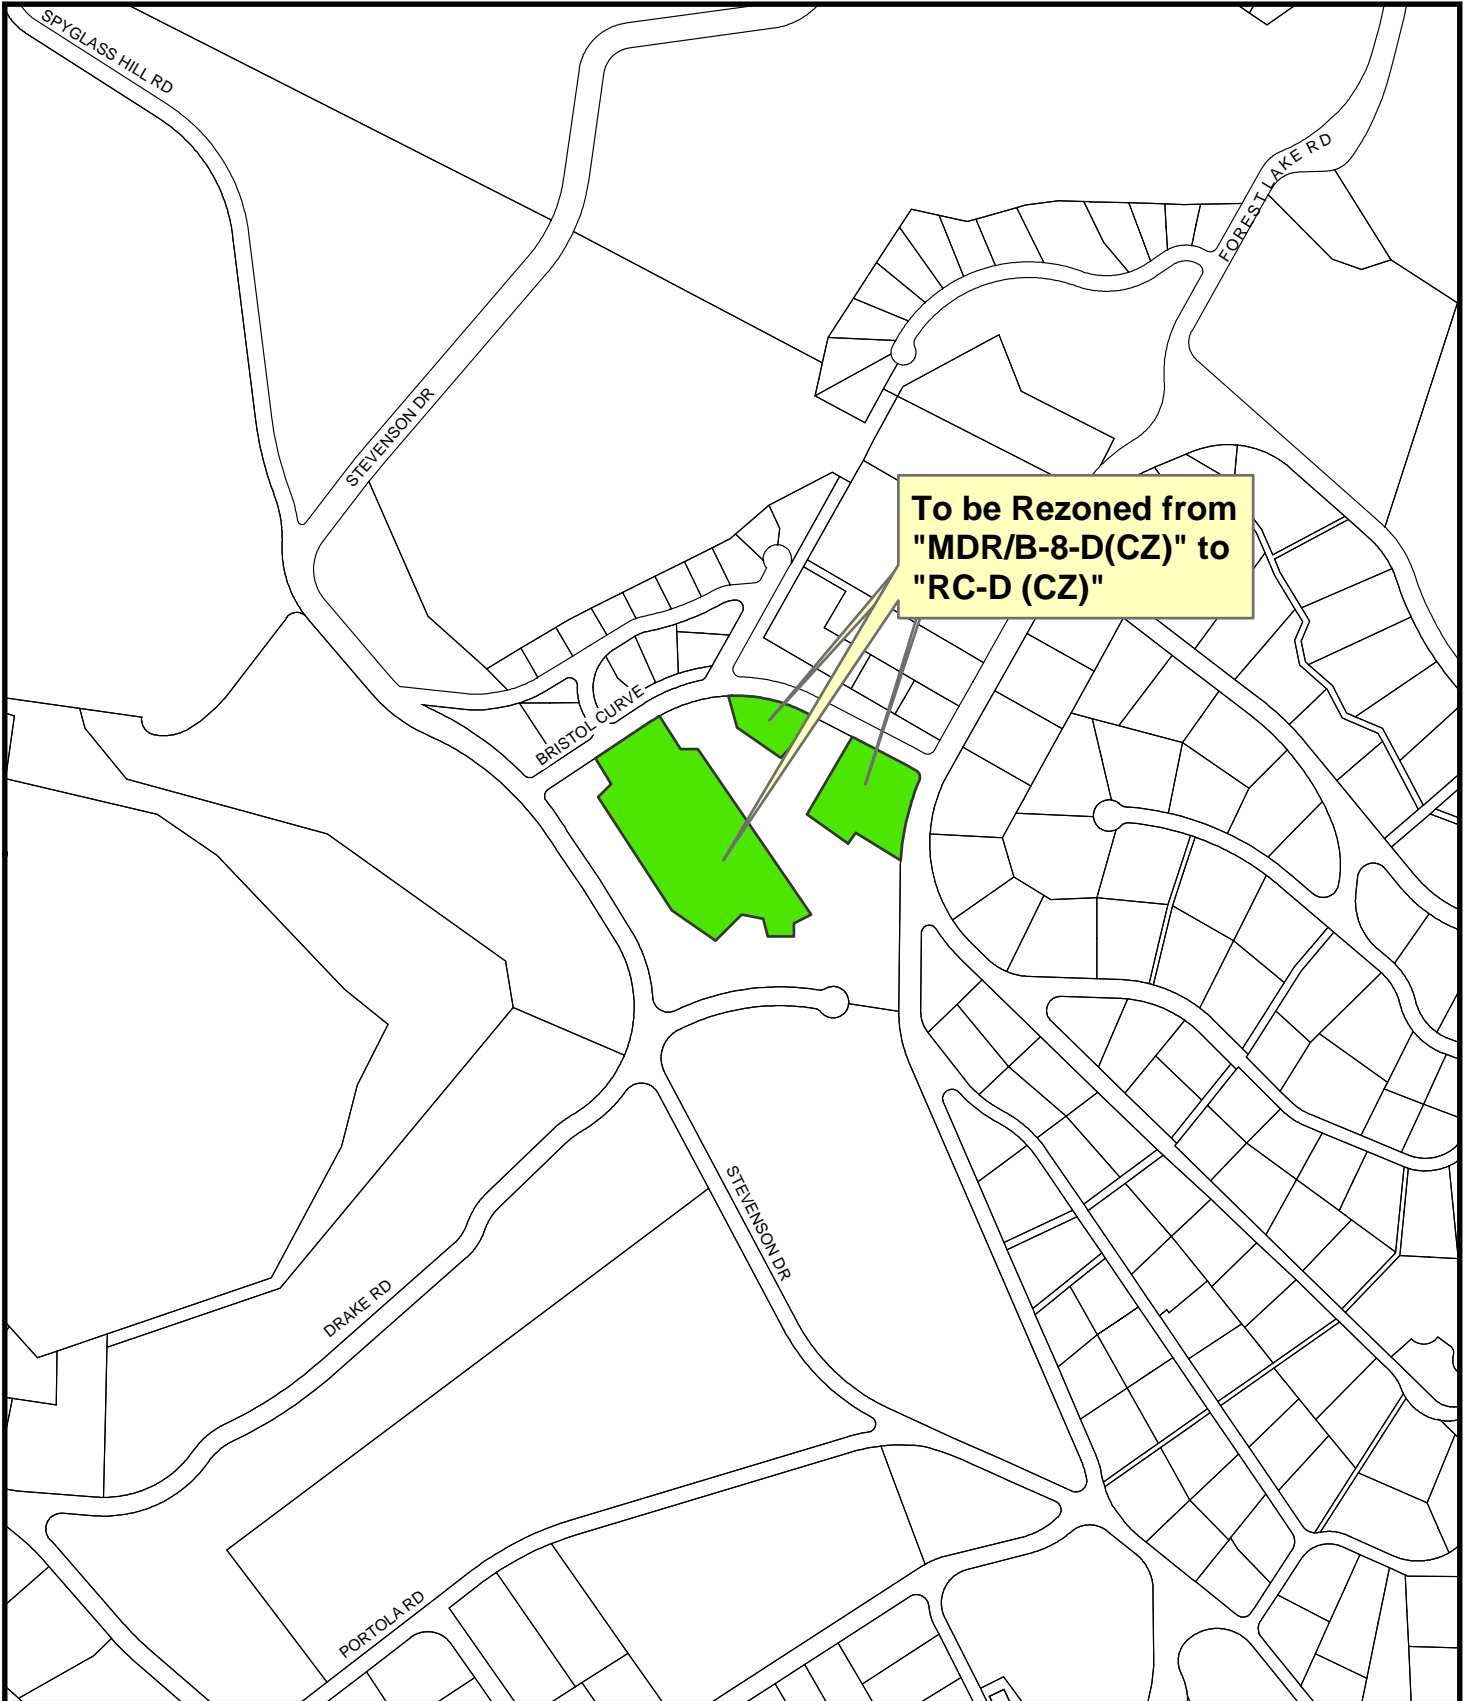 SPYGLASS HILL RD
FOREST LAKE RD
STEVENSON DR
To be Rezoned from
"MDR/B-8-D(CZ)" to
"RC-D (CZ)"
BRISTOL CURVE
STEVENSON DR
DRAKE RD
PORTOLA RD